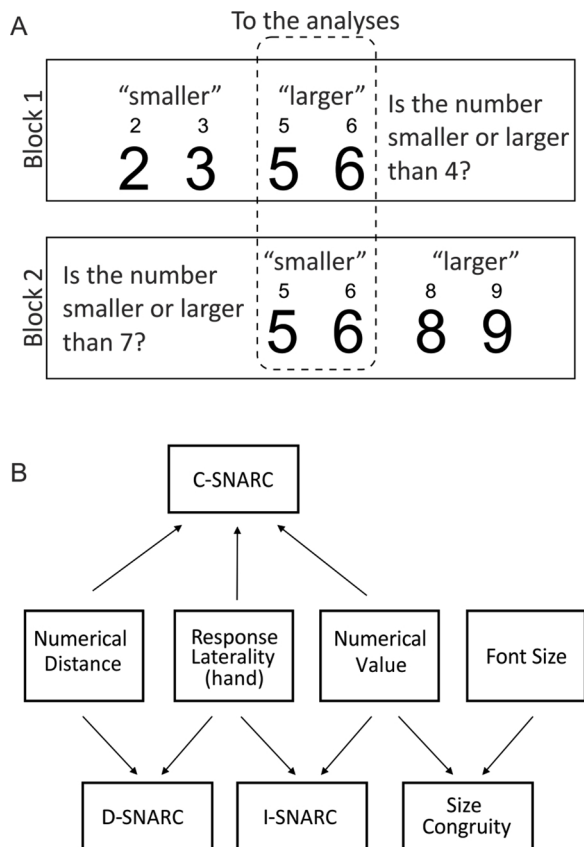 A
To the analyses
Block 1
"smaller"
"larger"
2 3 5 6
2 3 5 6
Is the number
smaller or larger
than 4?
Block 2
Is the number
smaller or larger
than 7?
"smaller"
"larger"
5 6 8 9
5 6 8 9
B
C-SNARC
Numerical
Distance
Response
Laterality
(hand)
Numerical
Value
Font Size
D-SNARC
I-SNARC
Size
Congruity